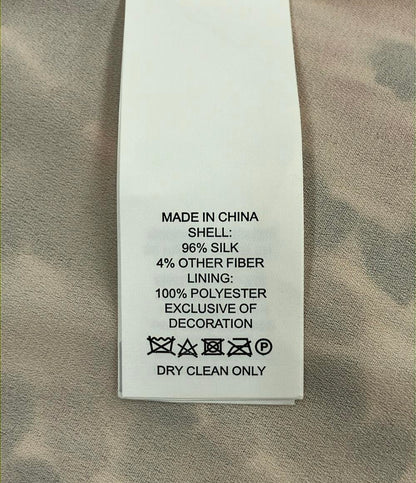 MADE IN CHINA
SHELL:
96% SILK
4% OTHER FIBER
LINING:
100% POLYESTER
EXCLUSIVE OF
DECORATION
P
DRY CLEAN ONLY